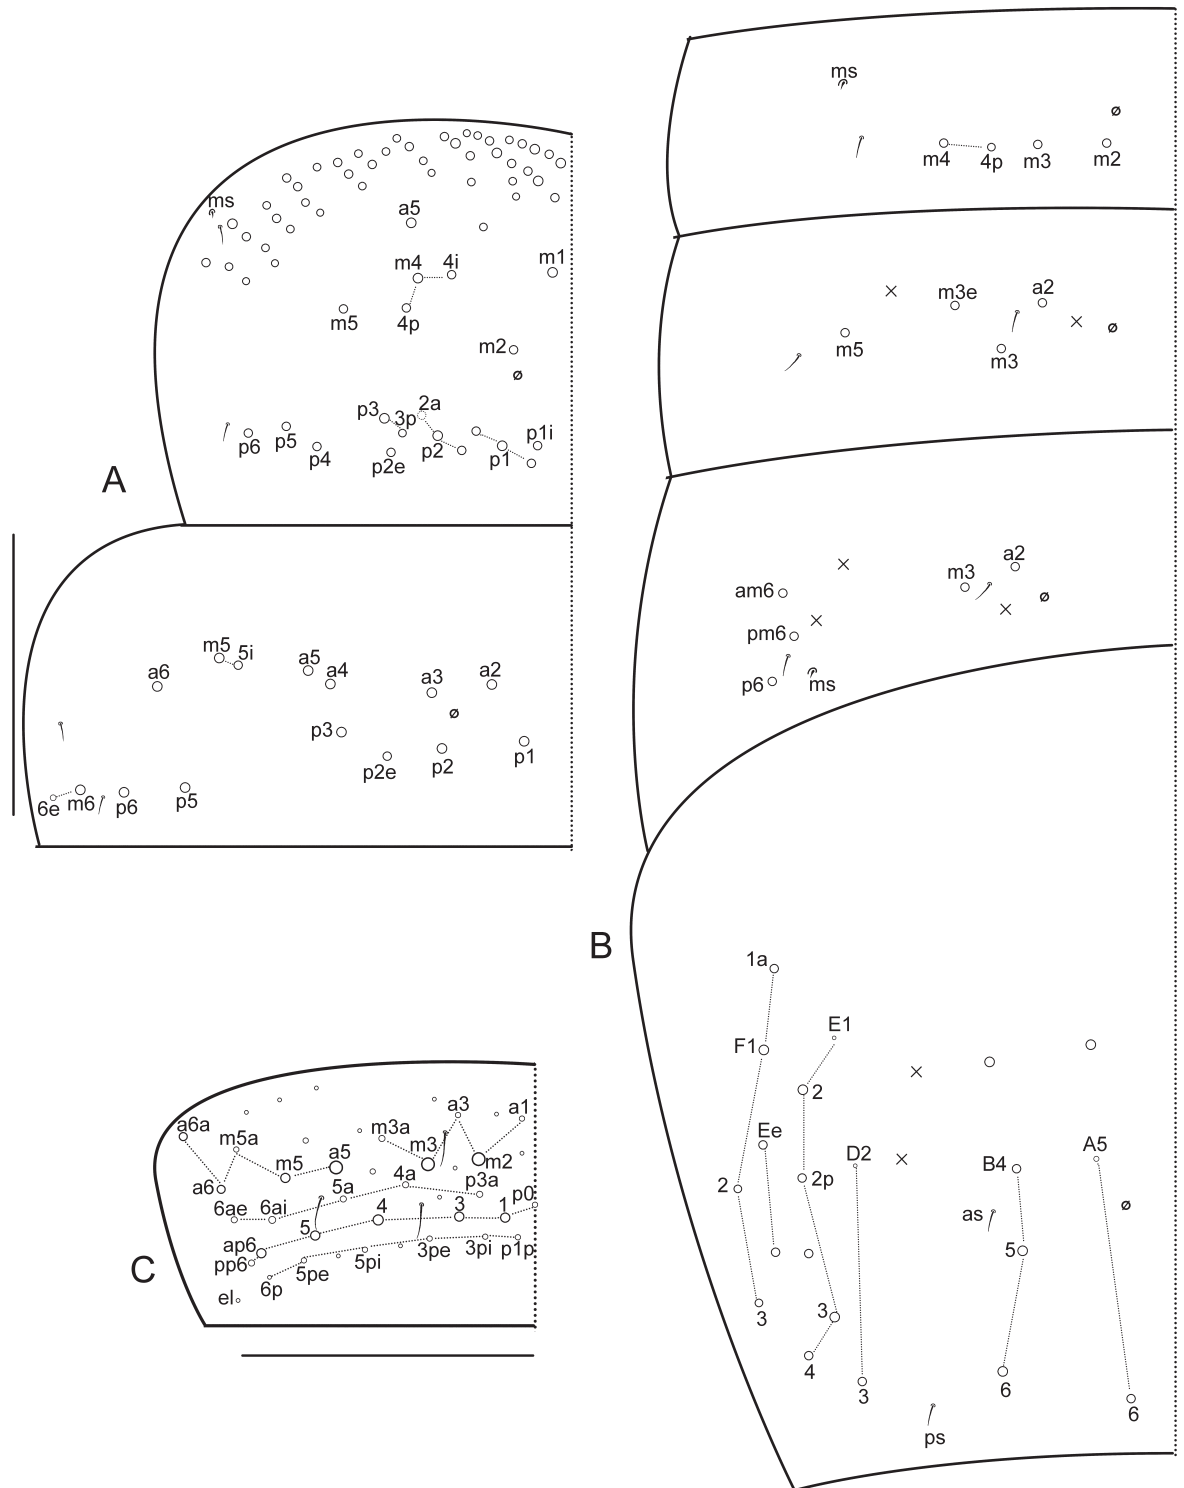 A
ms
a5
m4 4i
m1
m5 4p
m2
p3 3p 2a
p6 p5 p4 p2e p2 p1 p1i
m5 5i
a6 a5 a4 a3 a2
p3 p2e p2 p1
6e m6 p6 p5
B
ms
m4 4p m3 m2
m3e a2
m5 m3
am6 m3 a2
pm6
p6 ms
1a
F1 E1
2
Ee D2 B4 A5
2 2p
as
5
3 3
4 3 6 6
ps
C
a6a m5a m3a a3 a1
m5 a5 m3 m2
a6 5a 4a p3a
6ae 6ai 5 4 3 1 p0
ap6
pp6 6p 5pe 5pi 3pe 3pi p1p
el